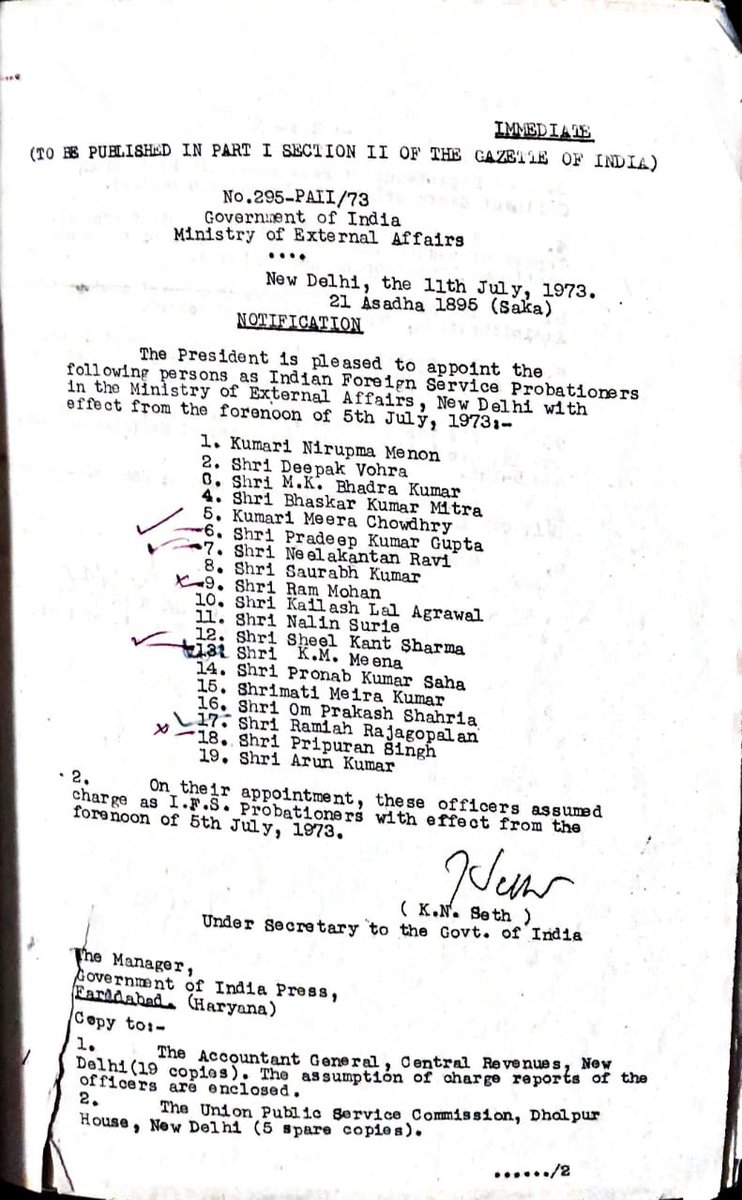 IMMEDIATE
(TO BE PUBLISHED IN PART I SECTION II OF THE GAZETTE OF INDIA)
No.295-PAII/73
Government of India
Ministry of External Affairs
....
New Delhi, the 11th July, 1973.
21 Asadha 1895 (Saka)
NOTIFICATION
The President is pleased to appoint the
following persons as Indian Foreign Service Probationers
in the Ministry of External Affairs, New Delhi with
effect from the forenoon of 5th July, 1973:-
1. Kumari Nirupma Menon
2. Shri Deepak Vohra
3. Shri M.K. Bhadra Kumar
4. Shri Bhaskar Kumar Mitra
5. Kumari Meera Chowdhry
6. Shri Pradeep Kumar Gupta
7. Shri Neelakantan Ravi
8. Shri Saurabh Kumar
9. Shri Ram Mohan
10. Shri Kailash Lal Agrawal
11. Shri Nalin Surie
12. Shri Sheel Kant Sharma
13. Shri K.M. Meena
14. Shri Pronab Kumar Saha
15. Shrimati Meira Kumar
16. Shri Om Prakash Shahria
17. Shri Ramiah Rajagopalan
18. Shri Pripuran Singh
19. Shri Arun Kumar
2. On their appointment, these officers assumed
charge as I.F.S. Probationers with effect from the
forenoon of 5th July, 1973.
( K.N. Seth )
Under Secretary to the Govt. of India
The Manager,
Government of India Press,
Faridabad. (Haryana)
Copy to:-
1. The Accountant General, Central Revenues, New
Delhi(19 copies). The assumption of charge reports of the
officers are enclosed.
2. The Union Public Service Commission, Dholpur
House, New Delhi (5 spare copies).
....../2